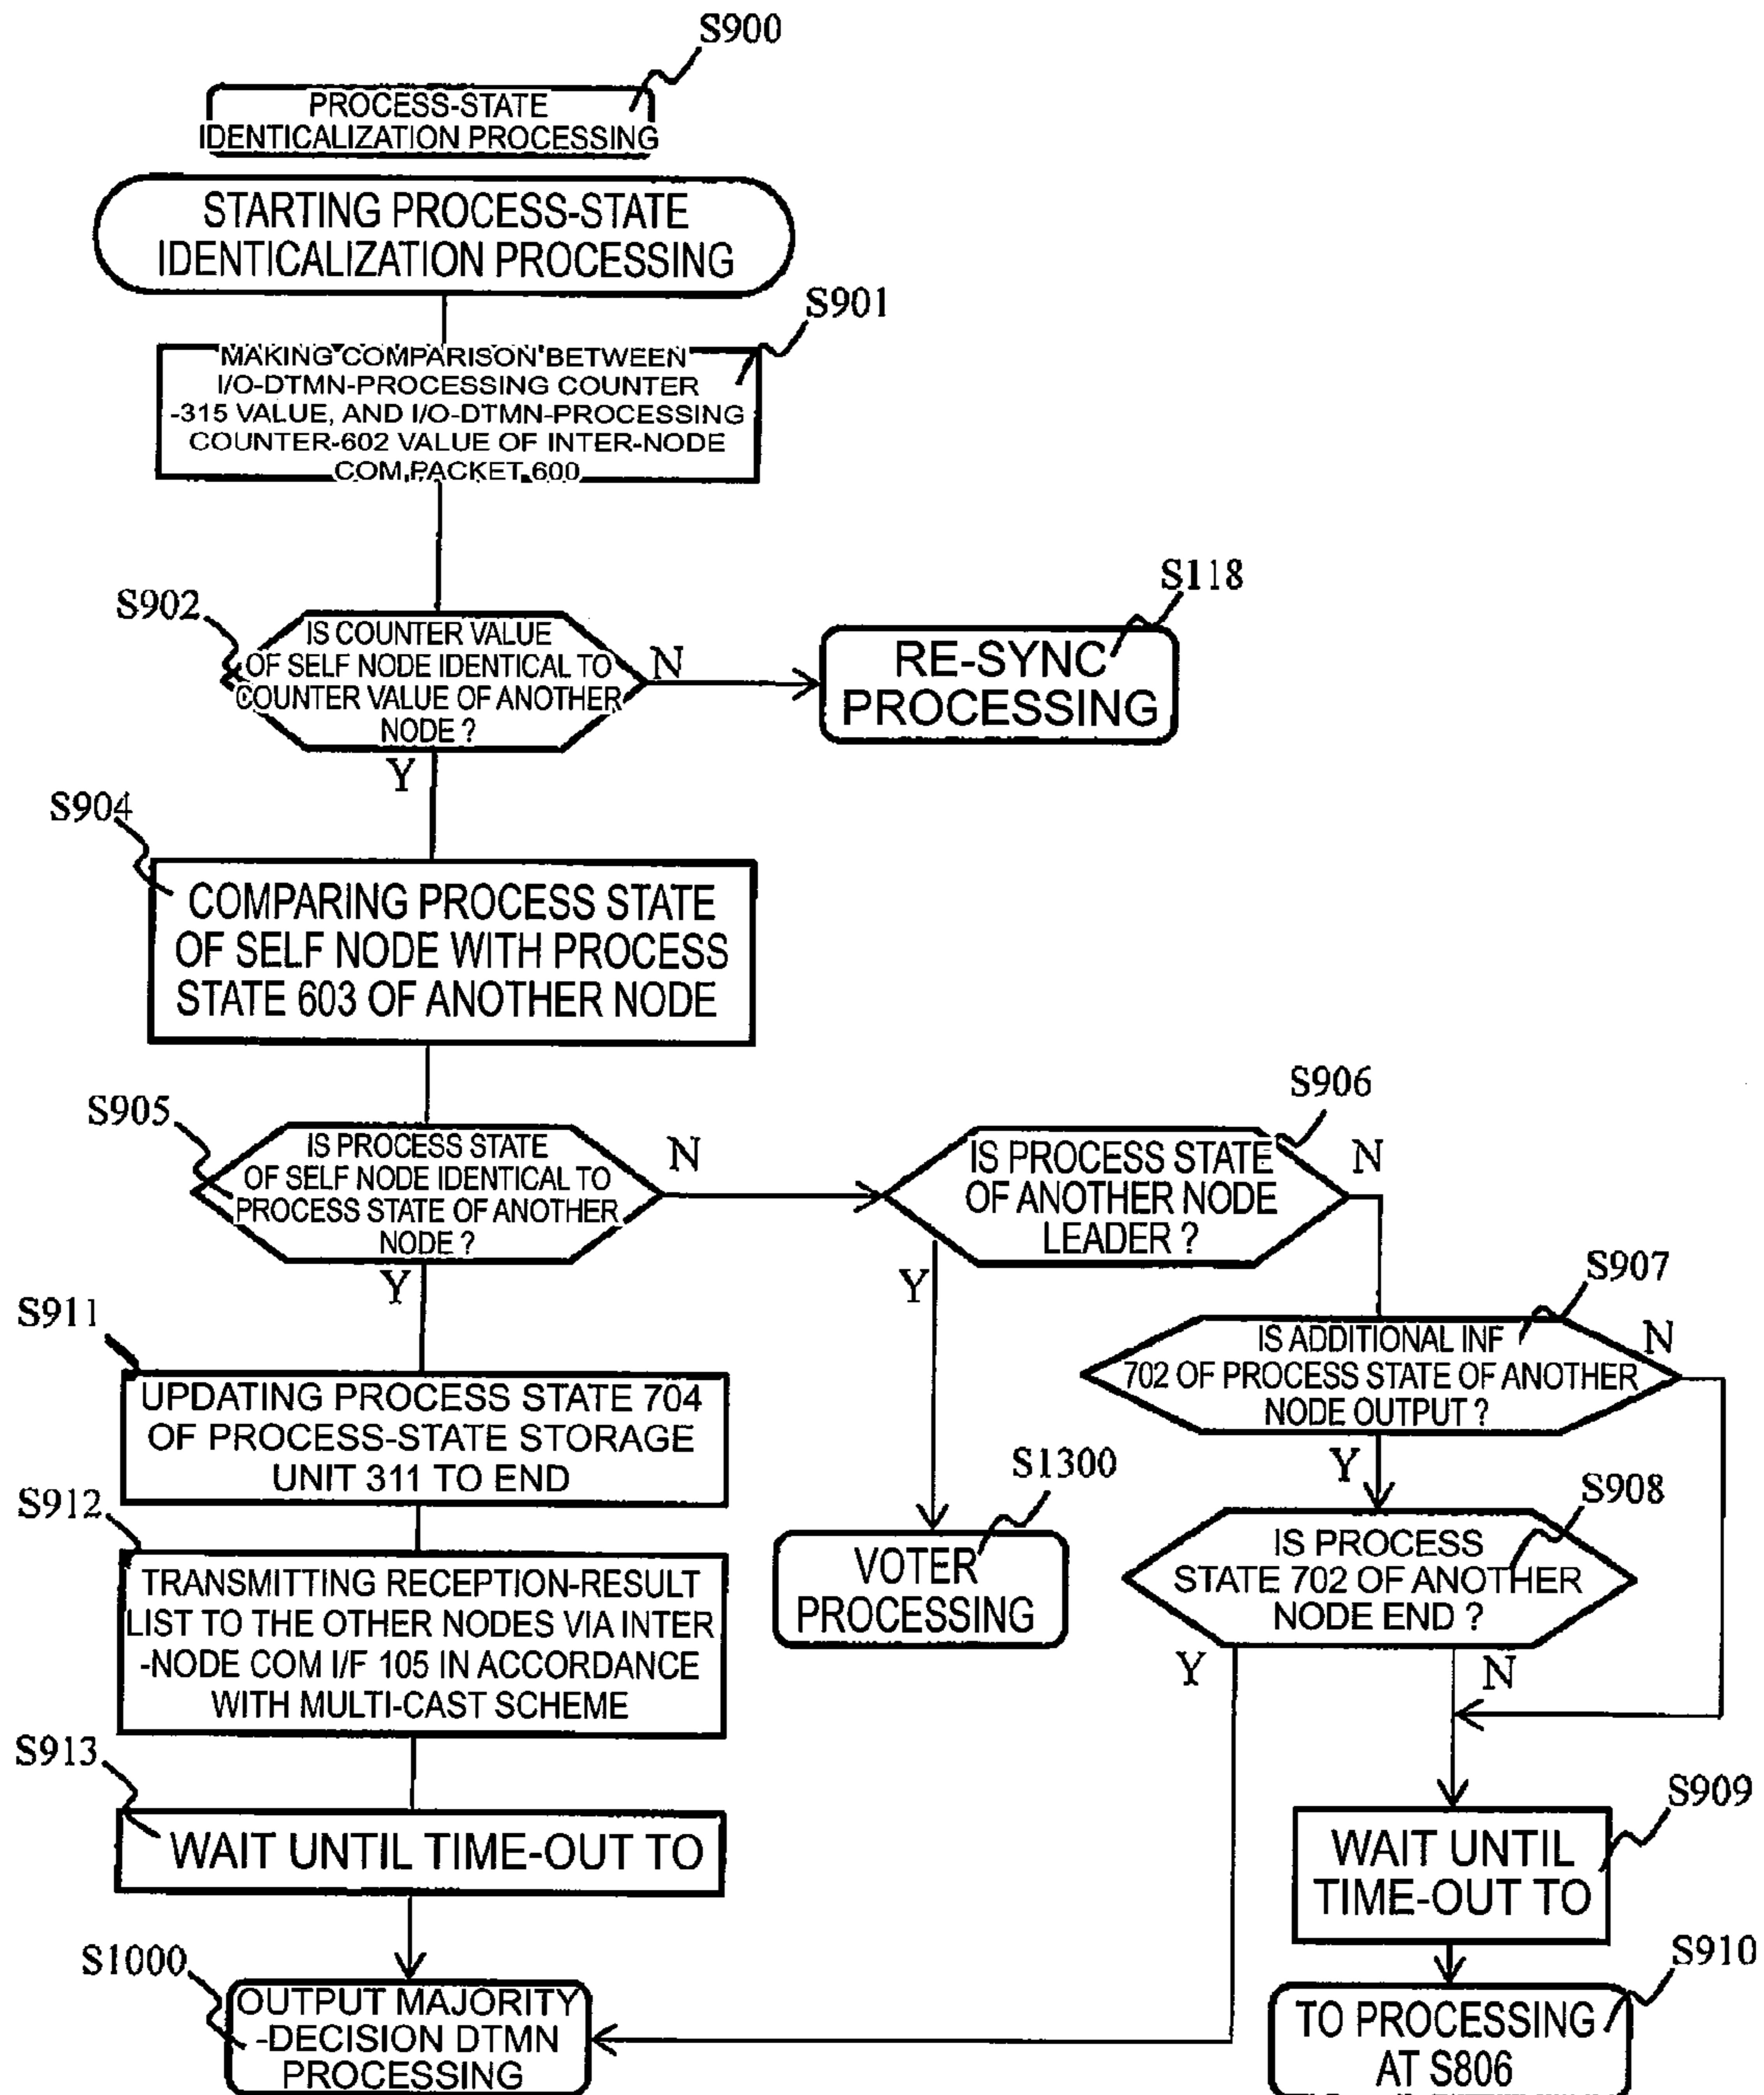 S900
PROCESS-STATE
IDENTICALIZATION PROCESSING
STARTING PROCESS-STATE
IDENTICALIZATION PROCESSING
S901
MAKING COMPARISON BETWEEN
I/O-DTMN-PROCESSING COUNTER
-315 VALUE, AND I/O-DTMN-PROCESSING
COUNTER-602 VALUE OF INTER-NODE
COM PACKET 600
S902
IS COUNTER VALUE
OF SELF NODE IDENTICAL TO
COUNTER VALUE OF ANOTHER
NODE ?
N
Y
S118
RE-SYNC
PROCESSING
S904
COMPARING PROCESS STATE
OF SELF NODE WITH PROCESS
STATE 603 OF ANOTHER NODE
S905
IS PROCESS STATE
OF SELF NODE IDENTICAL TO
PROCESS STATE OF ANOTHER
NODE ?
N
Y
S906
IS PROCESS STATE
OF ANOTHER NODE
LEADER ?
N
Y
S907
IS ADDITIONAL INF
702 OF PROCESS STATE OF ANOTHER
NODE OUTPUT ?
N
Y
S911
UPDATING PROCESS STATE 704
OF PROCESS-STATE STORAGE
UNIT 311 TO END
S1300
VOTER
PROCESSING
S908
IS PROCESS
STATE 702 OF ANOTHER
NODE END ?
Y
N
S912
TRANSMITTING RECEPTION-RESULT
LIST TO THE OTHER NODES VIA INTER
-NODE COM I/F 105 IN ACCORDANCE
WITH MULTI-CAST SCHEME
S913
WAIT UNTIL TIME-OUT TO
S909
WAIT UNTIL
TIME-OUT TO
S1000
OUTPUT MAJORITY
-DECISION DTMN
PROCESSING
S910
TO PROCESSING
AT S806